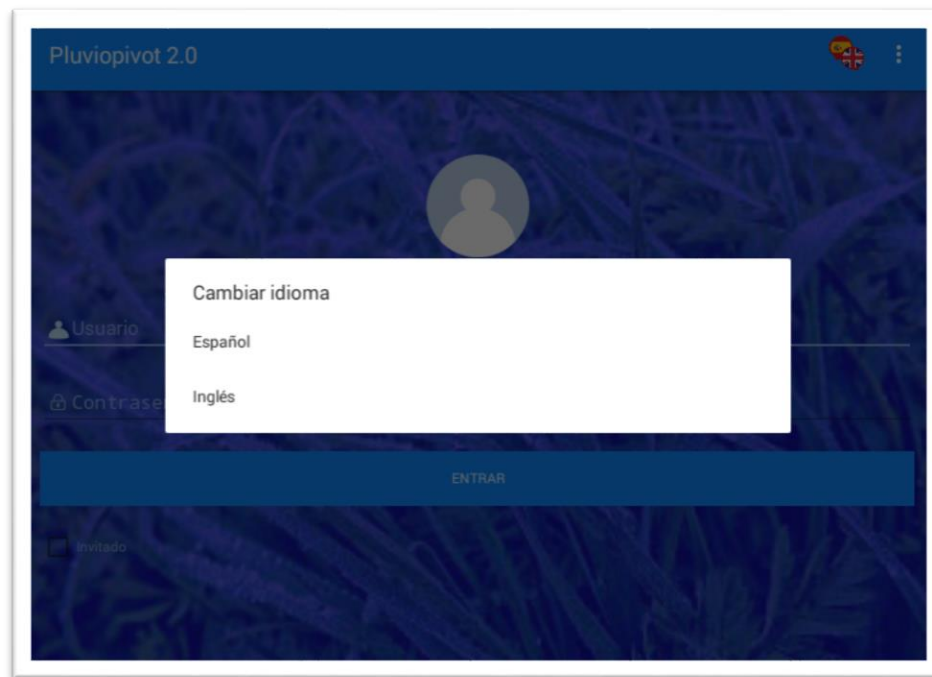 Pluviopivot 2.0
Cambiar idioma
Usuario
Español
Inglés
Contrase
ENTRAR
Invitado